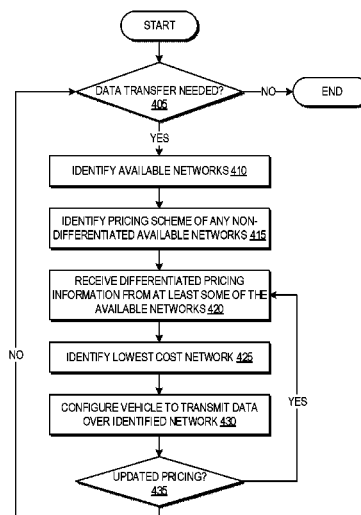 START
DATA TRANSFER NEEDED?
405
NO
END
YES
IDENTIFY AVAILABLE NETWORKS 410
IDENTIFY PRICING SCHEME OF ANY NON-
DIFFERENTIATED AVAILABLE NETWORKS 415
RECEIVE DIFFERENTIATED PRICING
INFORMATION FROM AT LEAST SOME OF THE
AVAILABLE NETWORKS 420
NO
IDENTIFY LOWEST COST NETWORK 425
YES
CONFIGURE VEHICLE TO TRANSMIT DATA
OVER IDENTIFIED NETWORK 430
UPDATED PRICING?
435